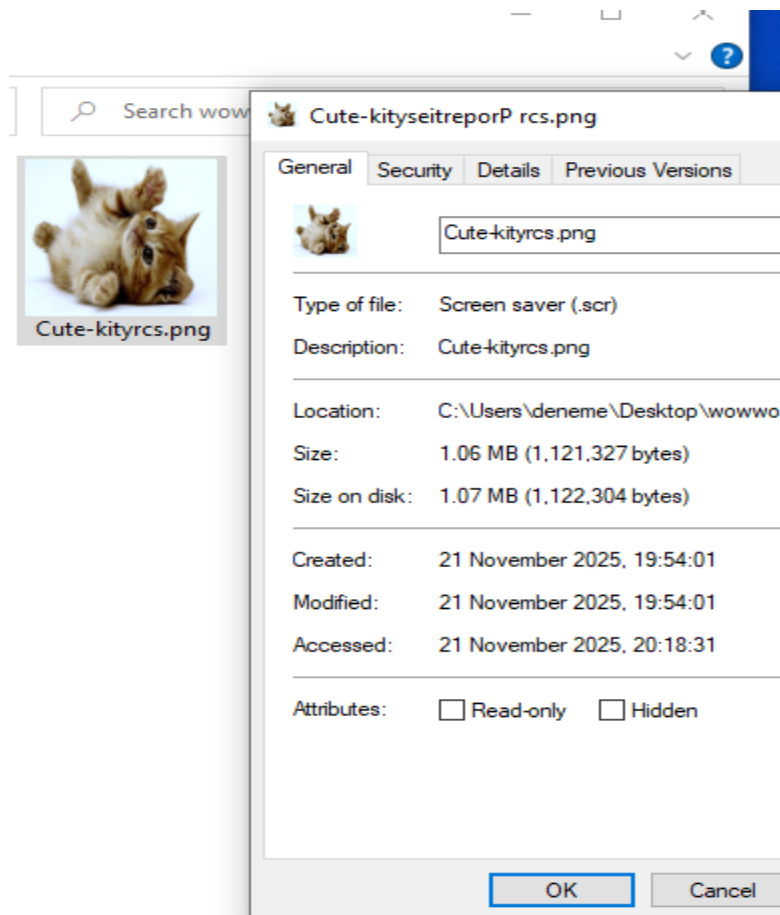 Search wow
Cute-kityrcs.png
Cute-kityseitreporP rcs.png
General Security Details Previous Versions
Cute-kityrcs.png
Type of file: Screen saver (.scr)
Description: Cute-kityrcs.png
Location: C:\Users\deneme\Desktop\wowwo
Size: 1.06 MB (1,121,327 bytes)
Size on disk: 1.07 MB (1,122,304 bytes)
Created: 21 November 2025, 19:54:01
Modified: 21 November 2025, 19:54:01
Accessed: 21 November 2025, 20:18:31
Attributes: Read-only Hidden
OK Cancel